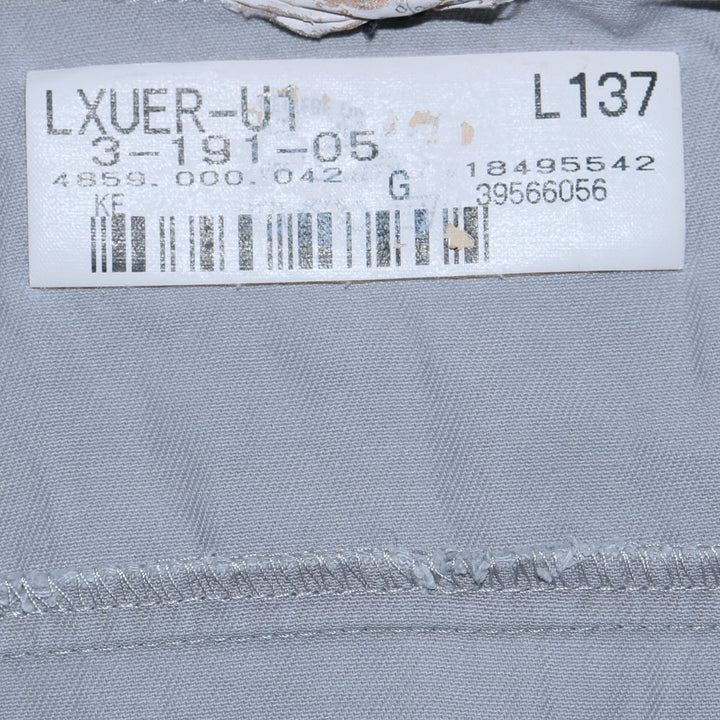 LXUER-U1 L137
3-191-05
4859.000.042 G 18495542
KF 39566056